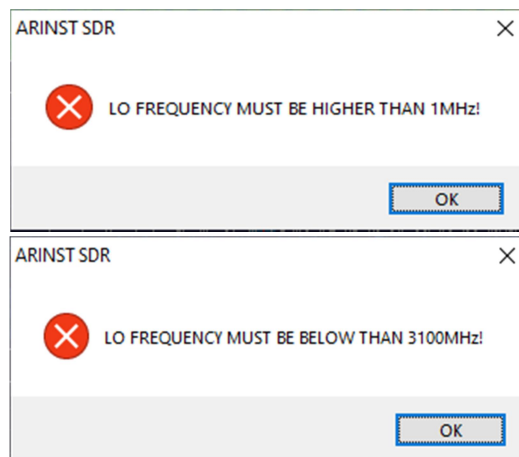 ARINST SDR
LO FREQUENCY MUST BE HIGHER THAN 1MHz!
OK
ARINST SDR
LO FREQUENCY MUST BE BELOW THAN 3100MHz!
OK